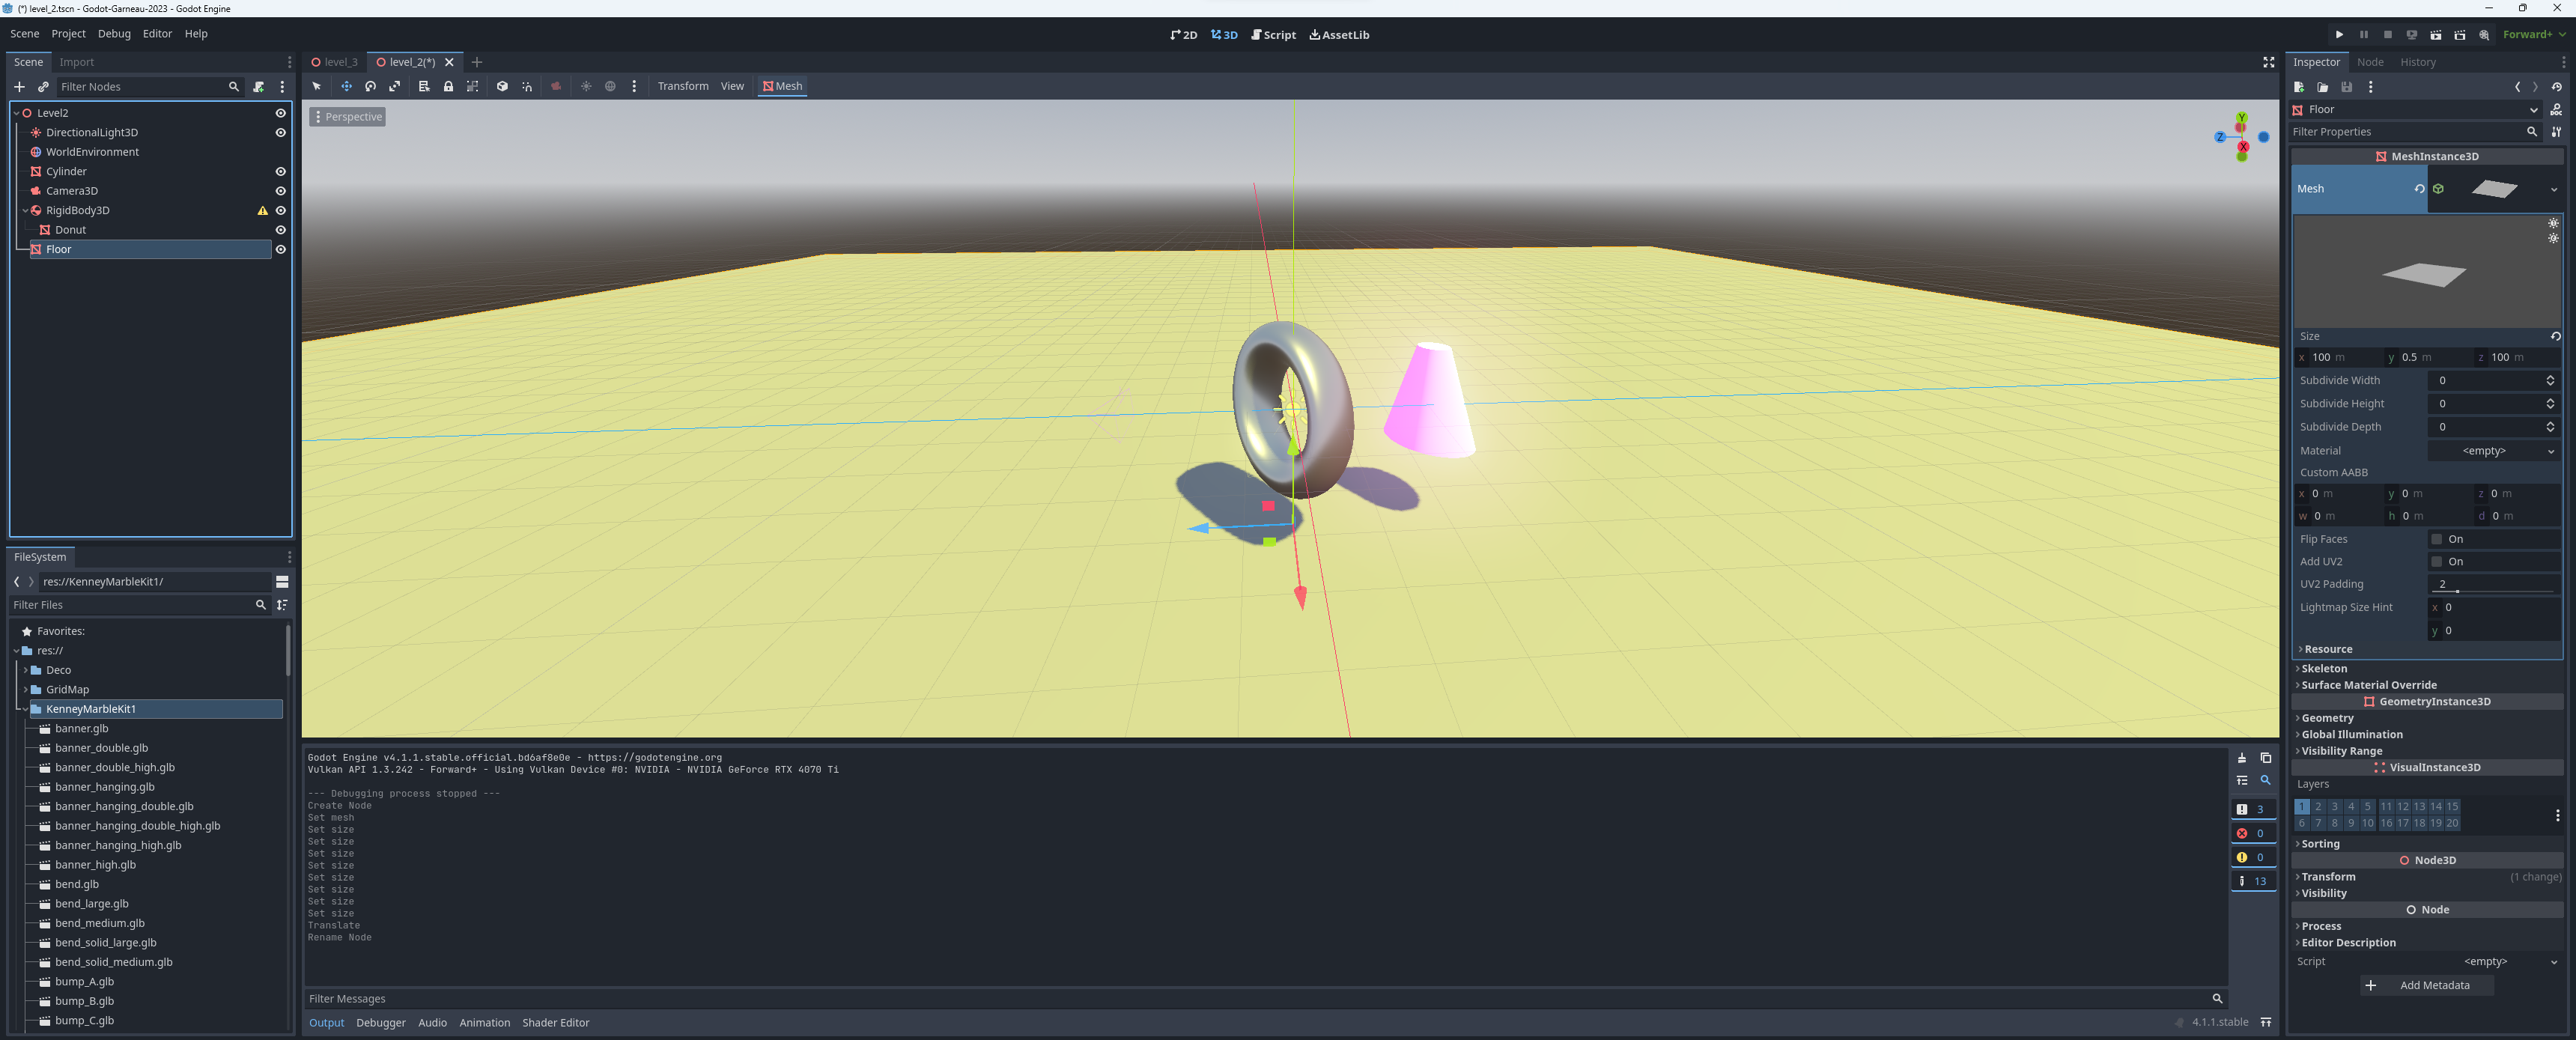 (*) level_2.tscn - Godot-Garneau-2023 - Godot Engine
Scene Project Debug Editor Help
2D 3D Script AssetLib
Forward+
Scene Import
Filter Nodes
Level2
DirectionalLight3D
WorldEnvironment
Cylinder
Camera3D
RigidBody3D
Donut
Floor
FileSystem
res://KenneyMarbleKit1/
Filter Files
Favorites:
res://
Deco
GridMap
KenneyMarbleKit1
banner.glb
banner_double.glb
banner_double_high.glb
banner_hanging.glb
banner_hanging_double.glb
banner_hanging_double_high.glb
banner_hanging_high.glb
banner_high.glb
bend.glb
bend_large.glb
bend_medium.glb
bend_solid_large.glb
bend_solid_medium.glb
bump_A.glb
bump_B.glb
bump_C.glb
level_3 level_2(*)
Transform View Mesh
Perspective
Y
Z
X
Godot Engine v4.1.1.stable.official.bd6af8e0e - https://godotengine.org
Vulkan API 1.3.242 - Forward+ - Using Vulkan Device #0: NVIDIA - NVIDIA GeForce RTX 4070 Ti
--- Debugging process stopped ---
Create Node
Set mesh
Set size
Set size
Set size
Set size
Set size
Set size
Set size
Set size
Translate
Rename Node
3
0
0
13
Filter Messages
Output Debugger Audio Animation Shader Editor
4.1.1.stable
Inspector Node History
Floor
DOC
Filter Properties
MeshInstance3D
Mesh
Size
x 100 m y 0.5 m z 100 m
Subdivide Width 0
Subdivide Height 0
Subdivide Depth 0
Material <empty>
Custom AABB
x 0 m y 0 m z 0 m
w 0 m h 0 m d 0 m
Flip Faces On
Add UV2 On
UV2 Padding 2
Lightmap Size Hint x 0
y 0
Resource
Skeleton
Surface Material Override
GeometryInstance3D
Geometry
Global Illumination
Visibility Range
VisualInstance3D
Layers
1 2 3 4 5 11 12 13 14 15
6 7 8 9 10 16 17 18 19 20
Sorting
Node3D
Transform (1 change)
Visibility
Node
Process
Editor Description
Script <empty>
Add Metadata